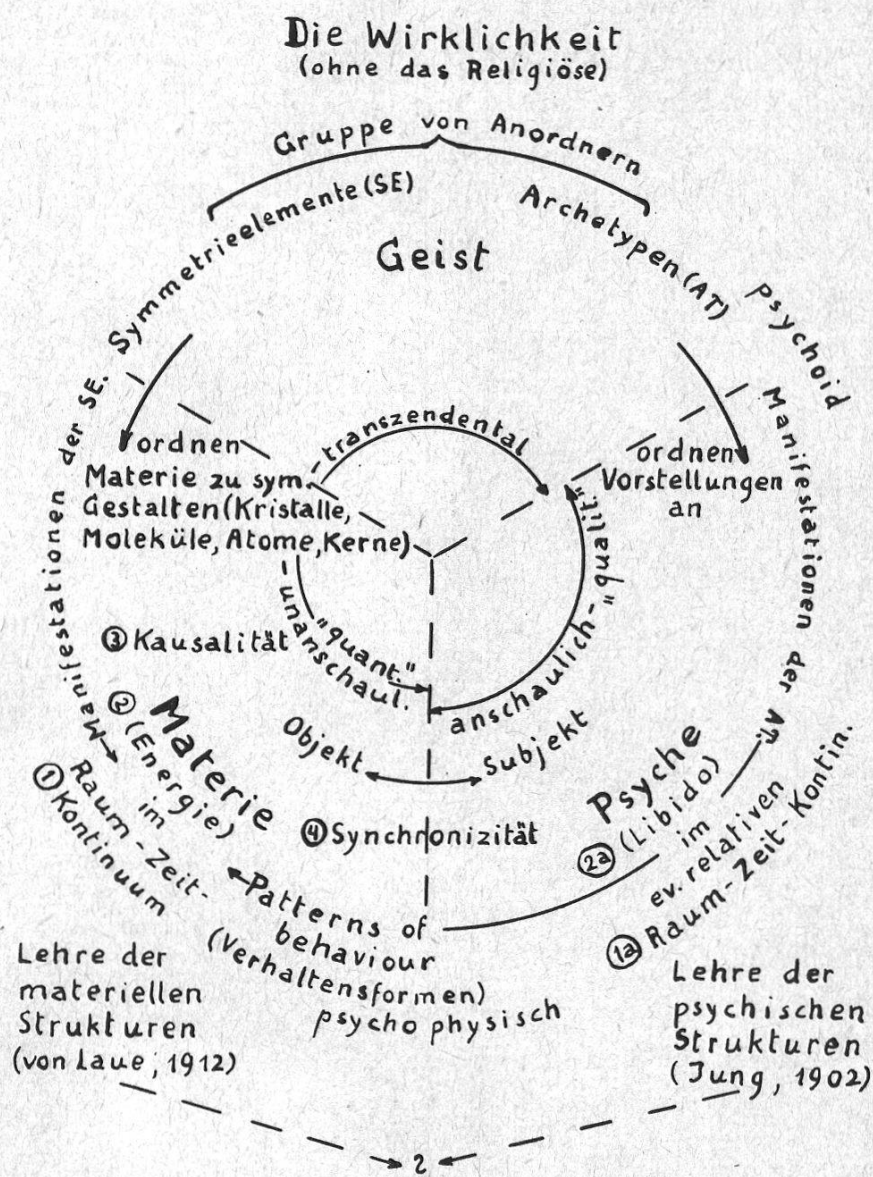 Die Wirklichkeit
(ohne das Religiöse)
Gruppe von Anordnern
Symmetrieelemente (SE)
Archetypen (AT)
Geist
psychoid
Manifestationen der SE.
Manifestationen der AT.
ordnen
Materie zu sym.
Gestalten (Kristalle,
Moleküle, Atome, Kerne)
- transzendental
ordnen
Vorstellungen
an
"qualit."
anschaulich-
"quant."
- unanschaul.
③ Kausalität
Materie
② (Energie)
im
Raum-Zeit-
① Kontinuum
Objekt
Subjekt
④ Synchronizität
Psyche
2a (Libido)
im
ev. relativen
1a Raum-Zeit-Kontin.
Patterns of
behaviour
(Verhaltensformen)
psychophysisch
Lehre der
materiellen
Strukturen
(von Laue, 1912)
Lehre der
psychischen
Strukturen
(Jung, 1902)
?